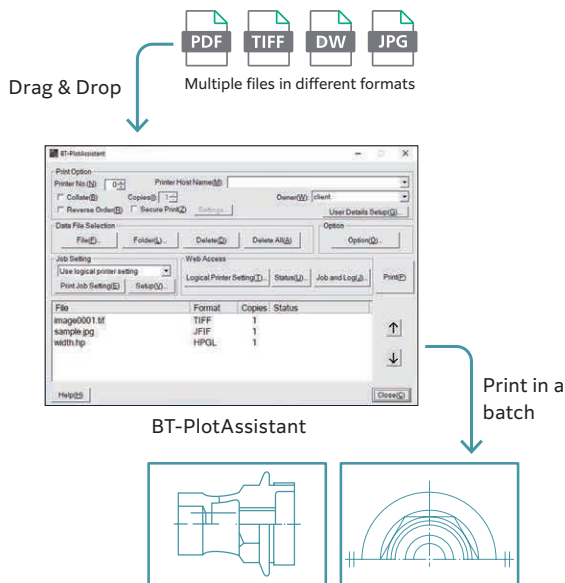 PDF TIFF DW JPG
Drag & Drop
Multiple files in different formats
BT-PlotAssistant
Print Option
Printer No.(N): 0 Printer Host Name(M):
Collate(B) Copies(I): 1 Owner(W): client
Reverse Order(R) Secure Print(Z) Settings... User Details Setup(G)...
Data File Selection Option
File(F)... Folder(L)... Delete(D) Delete All(A) Option(O)...
Job Setting Web Access
Use logical printer setting
Print Job Setting(E) Setup(V)... Logical Printer Setting(T)... Status(U)... Job and Log(J)... Print(P)
File Format Copies Status
image0001.tif TIFF 1
sample.jpg JFIF 1
width.hp HPGL 1
Help(H) Close(C)
Print in a
batch
BT-PlotAssistant